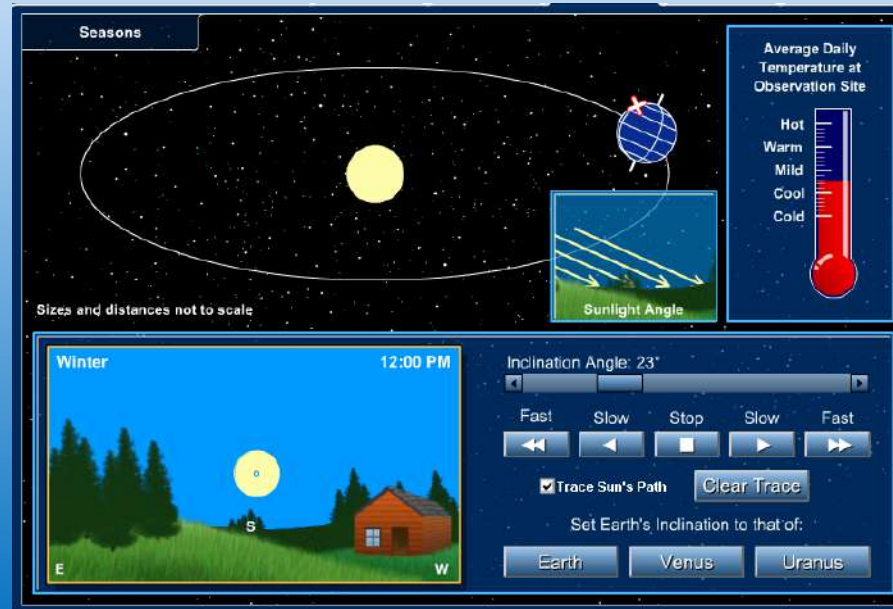 Seasons
Average Daily
Temperature at
Observation Site
Hot
Warm
Mild
Cool
Cold
Sizes and distances not to scale
Sunlight Angle
Winter 12:00 PM
S
E W
Inclination Angle: 23°
Fast Slow Stop Slow Fast
Trace Sun's Path Clear Trace
Set Earth's Inclination to that of:
Earth Venus Uranus